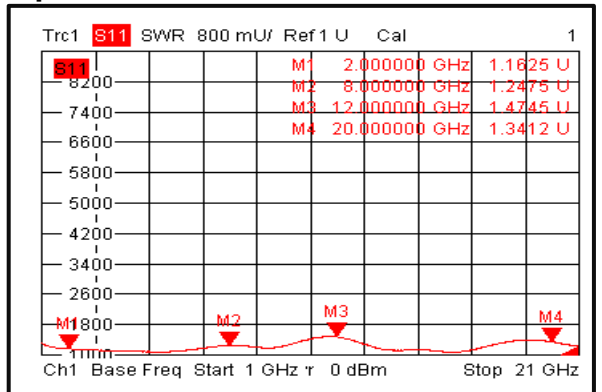 Trc1 S11 SWR 800 mU/ Ref 1 U Cal 1
S11
M1 2.000000 GHz 1.1625 U
8200
M2 8.000000 GHz 1.2475 U
7400
M3 12.000000 GHz 1.4745 U
M4 20.000000 GHz 1.3412 U
6600
5800
5000
4200
3400
2600
M1
1800
M2
M3
M4
1000
Ch1 Base Freq Start 1 GHz 0 dBm Stop 21 GHz